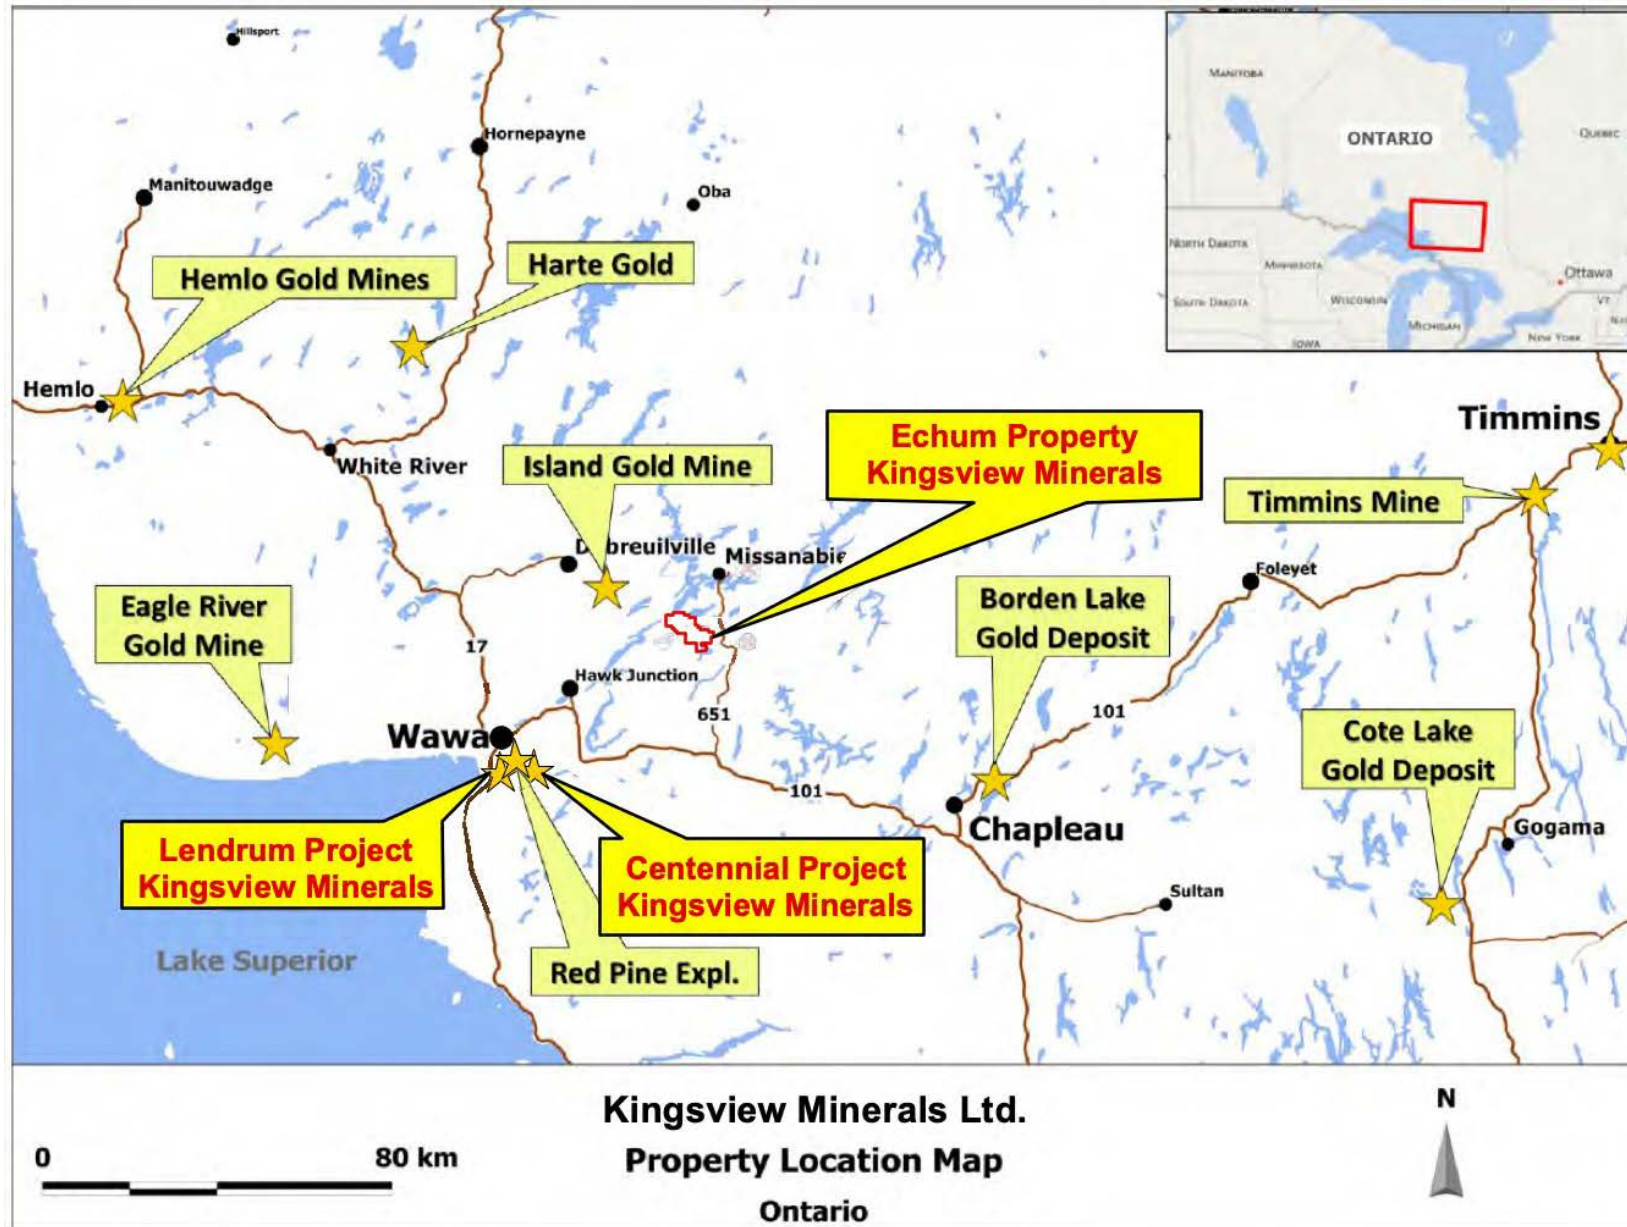 Hillsport
Hornepayne
Manitouwadge
Oba
Hemlo Gold Mines
Harte Gold
MANITOBA
ONTARIO
QUEBEC
NORTH DAKOTA
MINNESOTA
SOUTH DAKOTA
WISCONSIN
MICHIGAN
IOWA
Ottawa
VT
NEW YORK
Hemlo
White River
Island Gold Mine
Echum Property
Kingsview Minerals
Timmins
Timmins Mine
Dubreuilville
Missanabie
Foleyet
Eagle River
Gold Mine
Borden Lake
Gold Deposit
17
Hawk Junction
651
101
Wawa
Cote Lake
Gold Deposit
101
Chapleau
Gogama
Lendrum Project
Kingsview Minerals
Centennial Project
Kingsview Minerals
Sultan
Lake Superior
Red Pine Expl.
Kingsview Minerals Ltd.
Property Location Map
Ontario
0
80 km
N